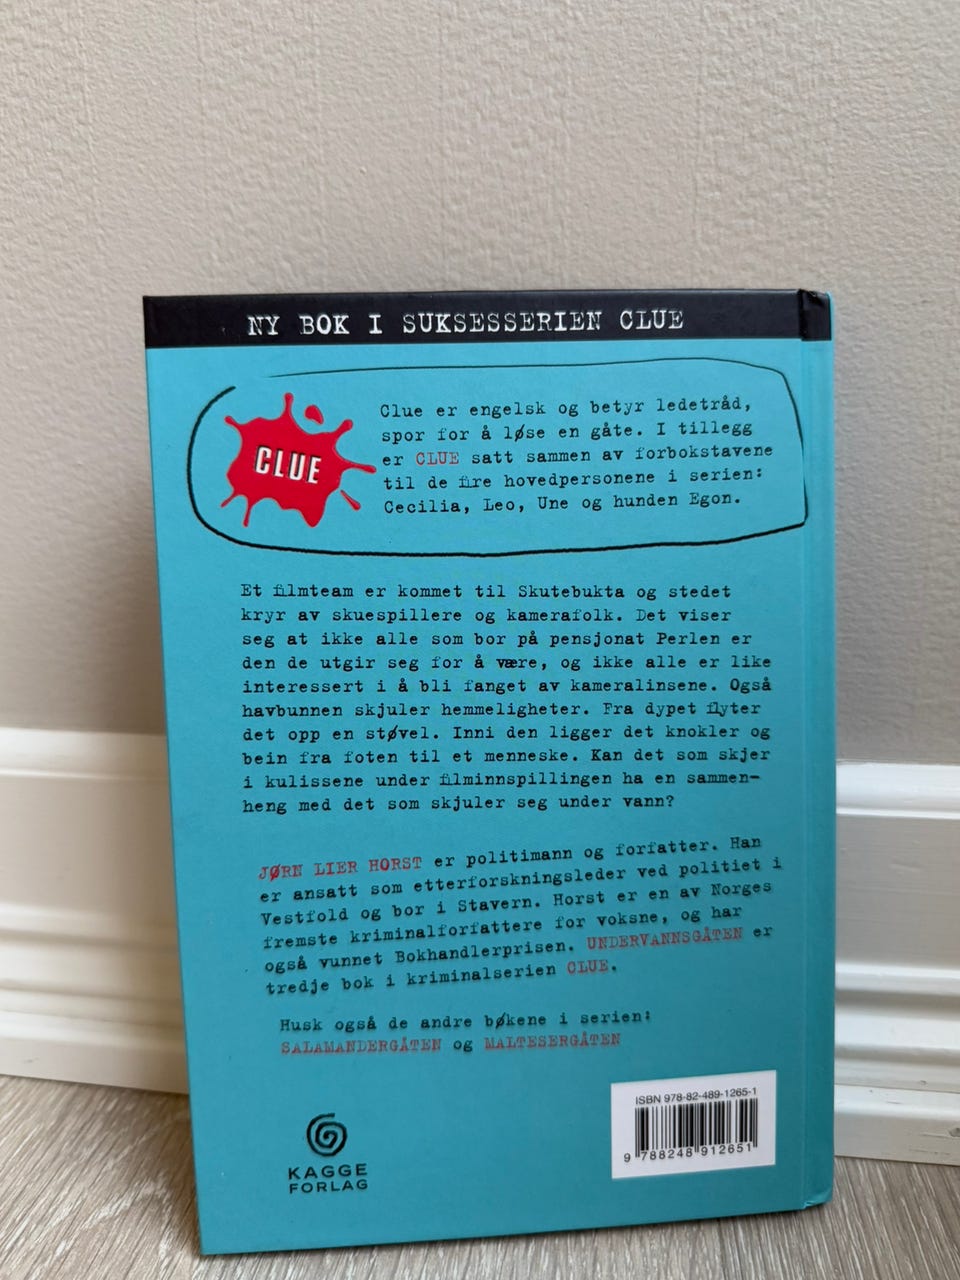 NY BOK I SUKSESSERIEN CLUE
CLUE
Clue er engelsk og betyr ledetråd,
spor for å løse en gåte. I tillegg
er CLUE satt sammen av forbokstavene
til de fire hovedpersonene i serien:
Cecilia, Leo, Une og hunden Egon.
Et filmteam er kommet til Skutebukta og stedet
kryr av skuespillere og kamerafolk. Det viser
seg at ikke alle som bor på pensjonat Perlen er
den de utgir seg for å være, og ikke alle er like
interessert i å bli fanget av kameralinsene. Også
havbunnen skjuler hemmeligheter. Fra dypet flyter
det opp en støvel. Inni den ligger det knokler og
bein fra foten til et menneske. Kan det som skjer
i kulissene under filminnspillingen ha en sammen-
heng med det som skjuler seg under vann?
JØRN LIER HORST er politimann og forfatter. Han
er ansatt som etterforskningsleder ved politiet i
Vestfold og bor i Stavern. Horst er en av Norges
fremste kriminalforfattere for voksne, og har
også vunnet Bokhandlerprisen. UNDERVANNSGÅTEN er
tredje bok i kriminalserien CLUE.
Husk også de andre bøkene i serien:
SALAMANDERGÅTEN og MALTESERGÅTEN
ISBN 978-82-489-1265-1
9 788248 912651
KAGGE
FORLAG